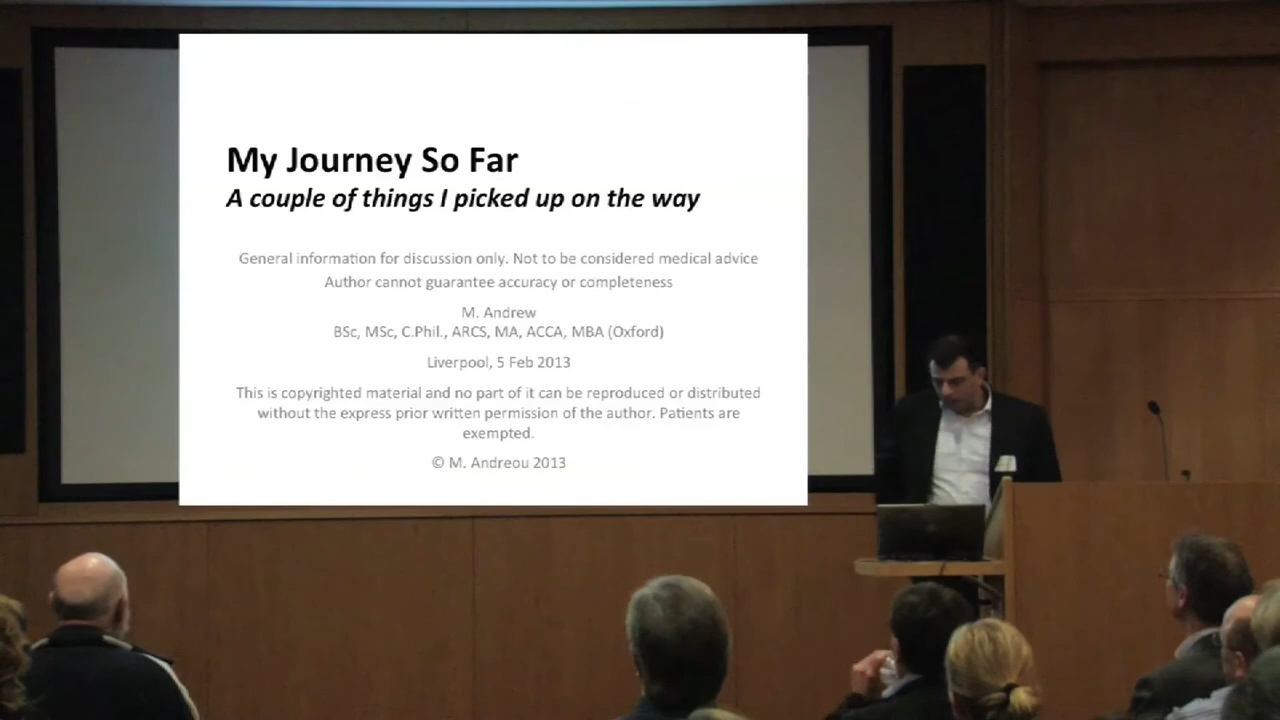 My Journey So Far
A couple of things I picked up on the way
General information for discussion only. Not to be considered medical advice
Author cannot guarantee accuracy or completeness
M. Andrew
BSc, MSc, C.Phil., ARCS, MA, ACCA, MBA (Oxford)
Liverpool, 5 Feb 2013
This is copyrighted material and no part of it can be reproduced or distributed
without the express prior written permission of the author. Patients are
exempted.
© M. Andreou 2013